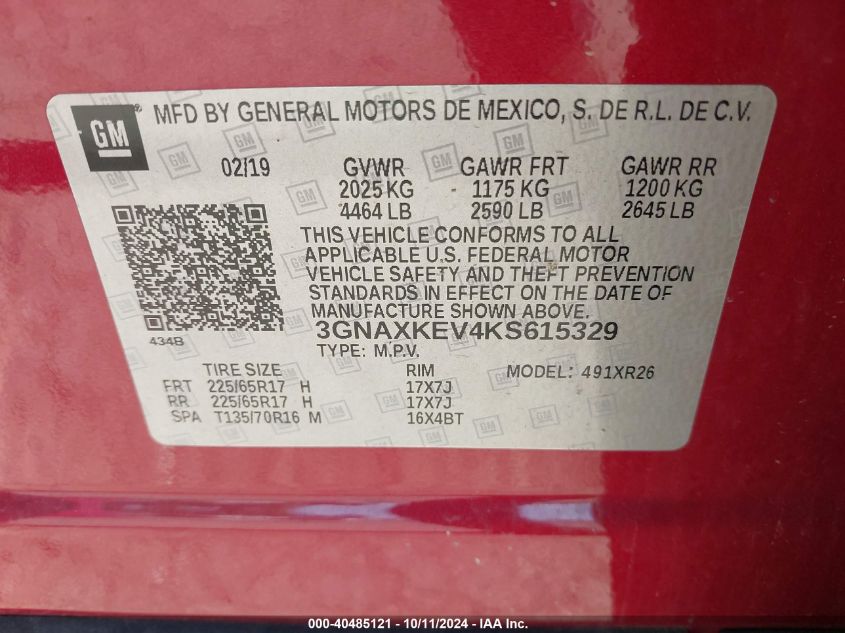 GM
MFD BY GENERAL MOTORS DE MEXICO, S. DE R.L. DE C.V.
02/19 GVWR GAWR FRT GAWR RR
2025 KG 1175 KG 1200 KG
4464 LB 2590 LB 2645 LB
THIS VEHICLE CONFORMS TO ALL
APPLICABLE U.S. FEDERAL MOTOR
VEHICLE SAFETY AND THEFT PREVENTION
STANDARDS IN EFFECT ON THE DATE OF
MANUFACTURE SHOWN ABOVE.
434B 3GNAXKEV4KS615329
TYPE: M.P.V.
TIRE SIZE RIM MODEL: 491XR26
FRT 225/65R17 H 17X7J
RR 225/65R17 H 17X7J
SPA T135/70R16 M 16X4BT
000-40485121 - 10/11/2024 - IAA Inc.